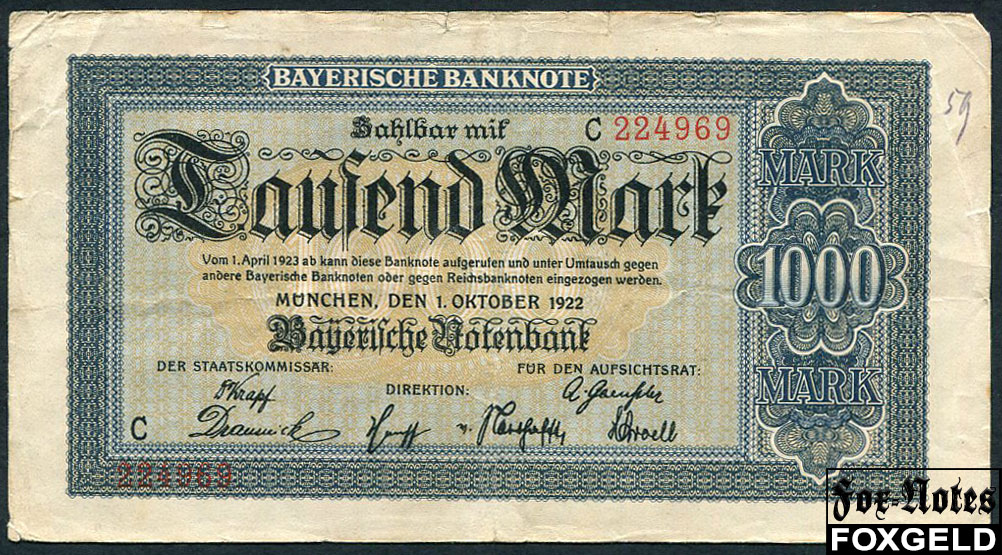 BAYERISCHE BANKNOTE
Zahlbar mit C 224969
Tausend Mark
Vom 1. April 1923 ab kann diese Banknote aufgerufen und unter Umtausch gegen
andere Bayerische Banknoten oder gegen Reichsbanknoten eingezogen werden.
MÜNCHEN, DEN 1. OKTOBER 1922
Bayerische Notenbank
DER STAATSKOMMISSÄR:
FÜR DEN AUFSICHTSRAT:
DIREKTION:
C
224969
MARK
1000
MARK
59
Fox-Notes
FOXGELD